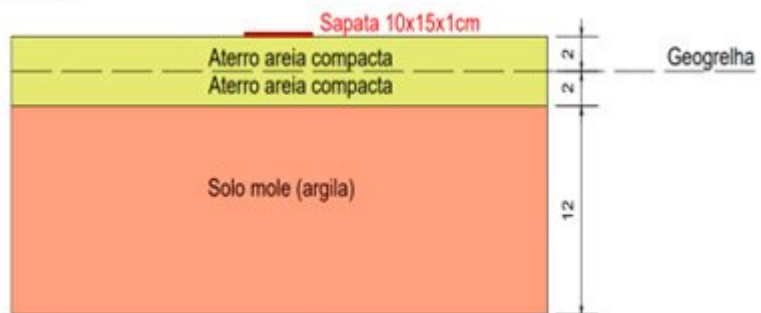 Sapata 10x15x1cm
Aterro areia compacta
2
Geogrelha
Aterro areia compacta
2
Solo mole (argila)
12